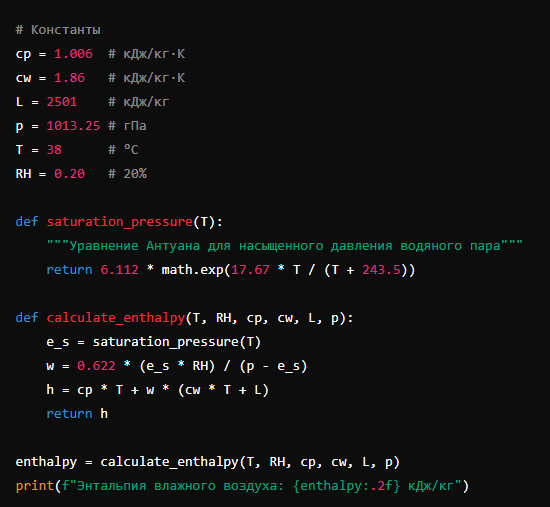 # Константы
cp = 1.006  # кДж/кг·К
cw = 1.86   # кДж/кг·К
L = 2501    # кДж/кг
p = 1013.25 # гПа
T = 38      # °C
RH = 0.20   # 20%
def saturation_pressure(T):
    """Уравнение Антуана для насыщенного давления водяного пара"""
    return 6.112 * math.exp(17.67 * T / (T + 243.5))
def calculate_enthalpy(T, RH, cp, cw, L, p):
    e_s = saturation_pressure(T)
    w = 0.622 * (e_s * RH) / (p - e_s)
    h = cp * T + w * (cw * T + L)
    return h
enthalpy = calculate_enthalpy(T, RH, cp, cw, L, p)
print(f"Энтальпия влажного воздуха: {enthalpy:.2f} кДж/кг")